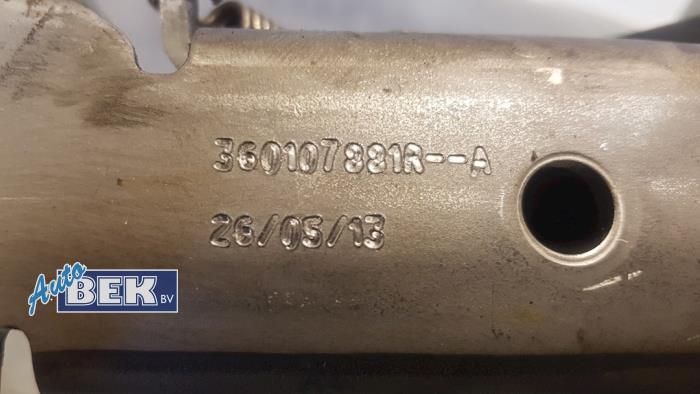 360107881R--A
26/05/13
Auto
BEK BV